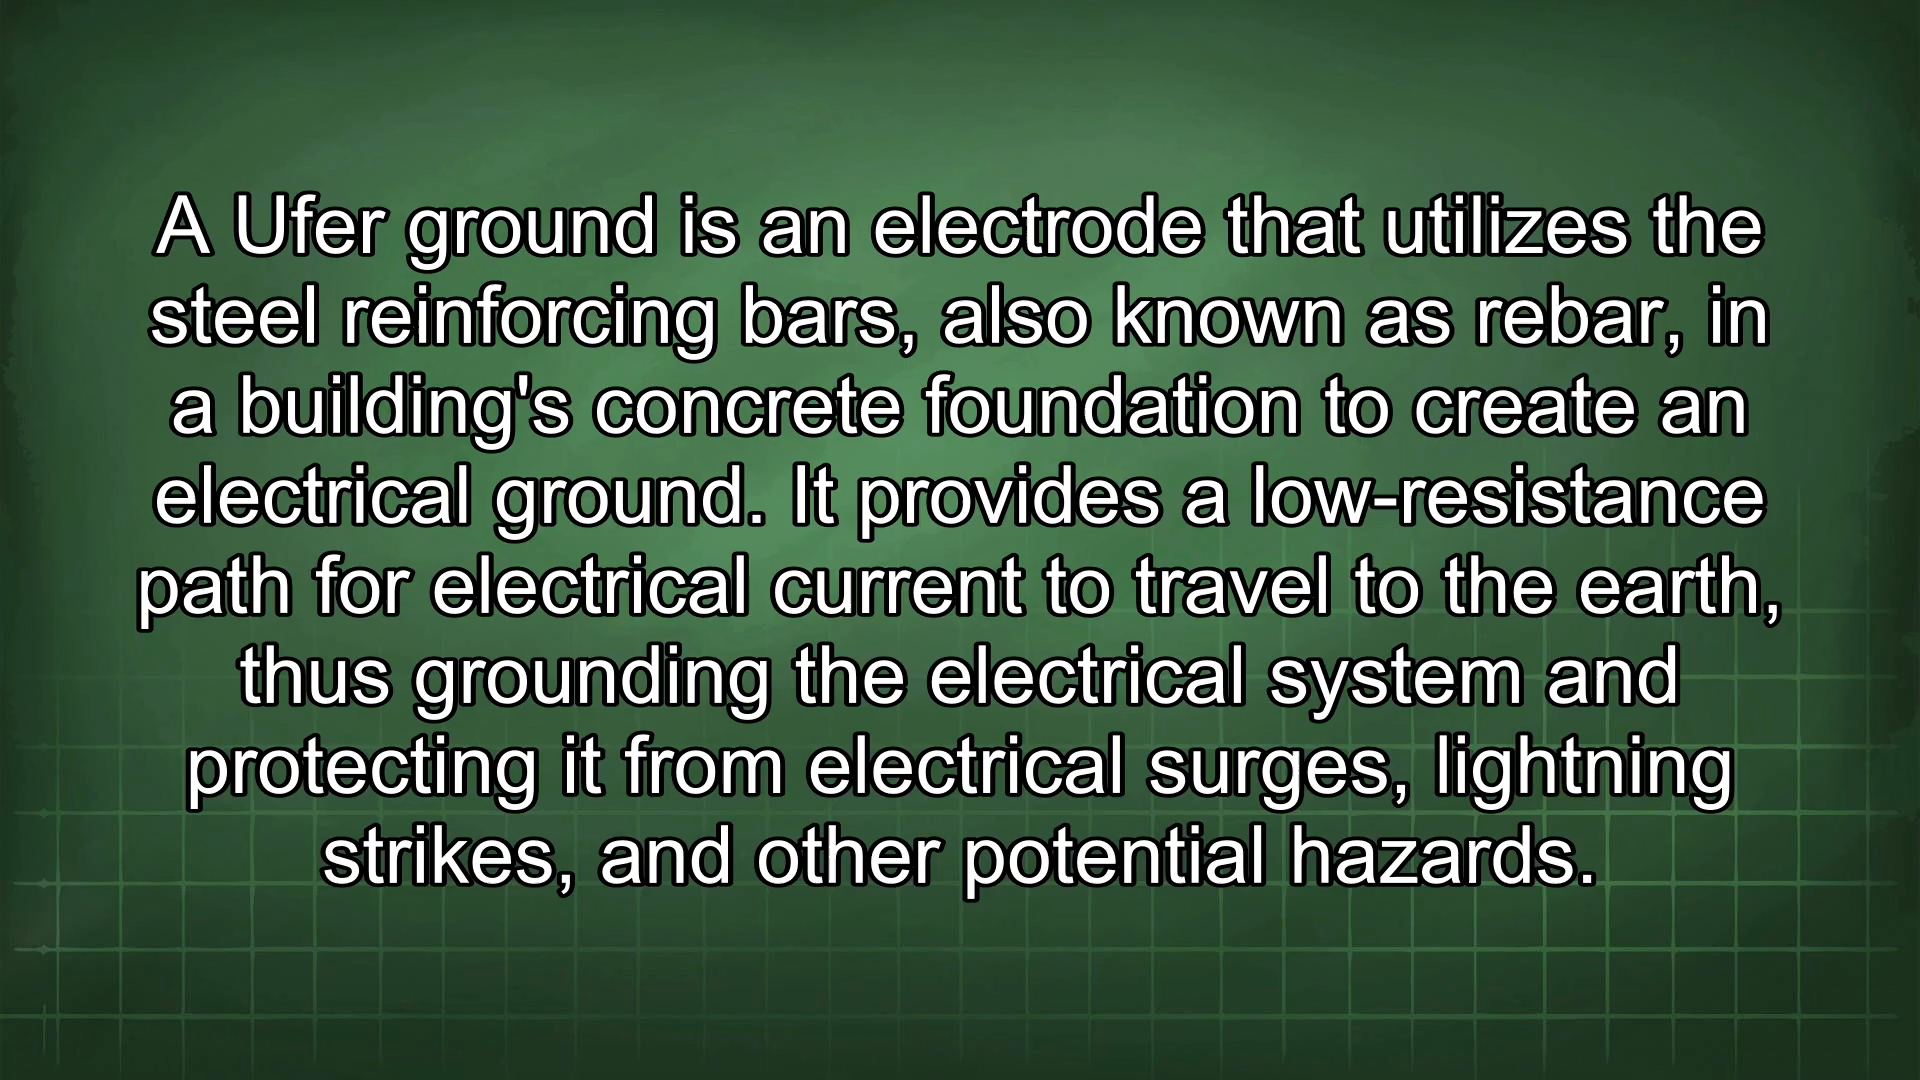 A Ufer ground is an electrode that utilizes the
steel reinforcing bars, also known as rebar, in
a building's concrete foundation to create an
electrical ground. It provides a low-resistance
path for electrical current to travel to the earth,
thus grounding the electrical system and
protecting it from electrical surges, lightning
strikes, and other potential hazards.